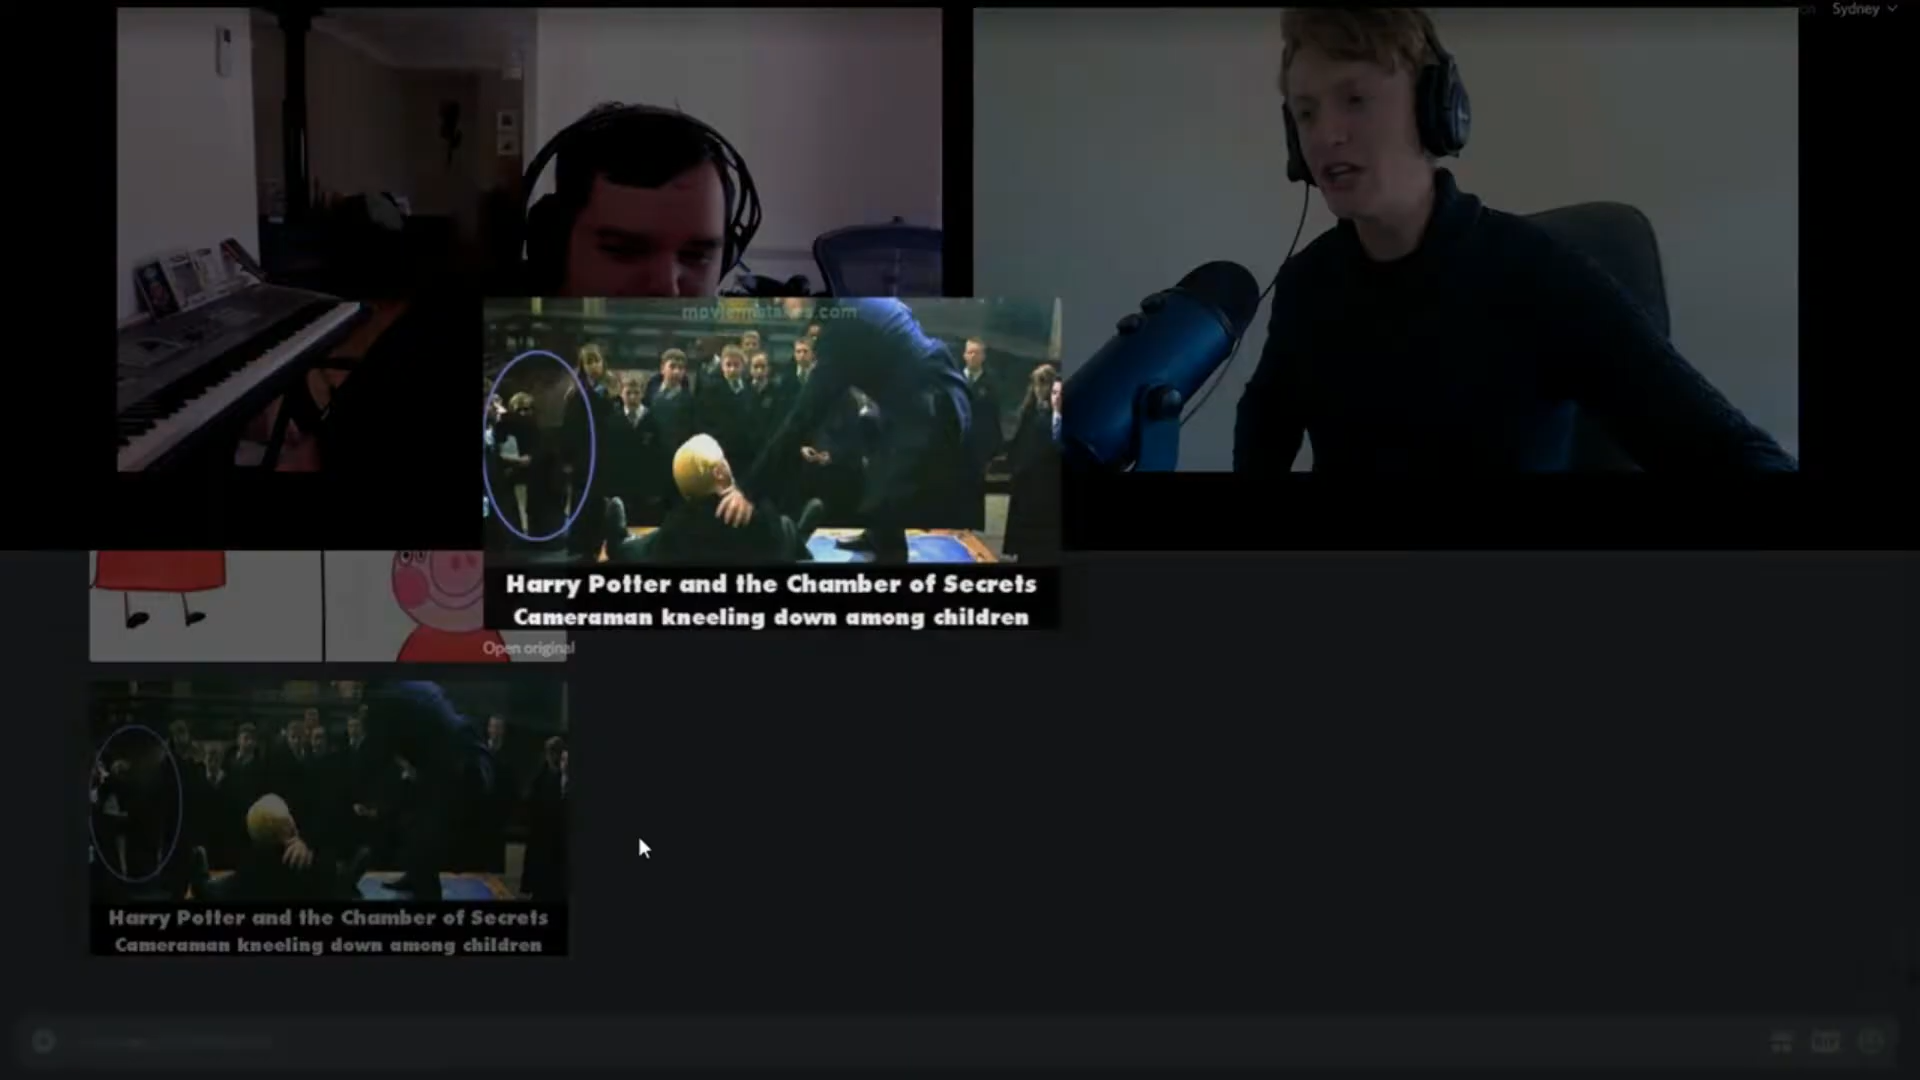 Sydney
moviemistakes.com
Harry Potter and the Chamber of Secrets
Cameraman kneeling down among children
Open original
Harry Potter and the Chamber of Secrets
Cameraman kneeling down among children
GIF